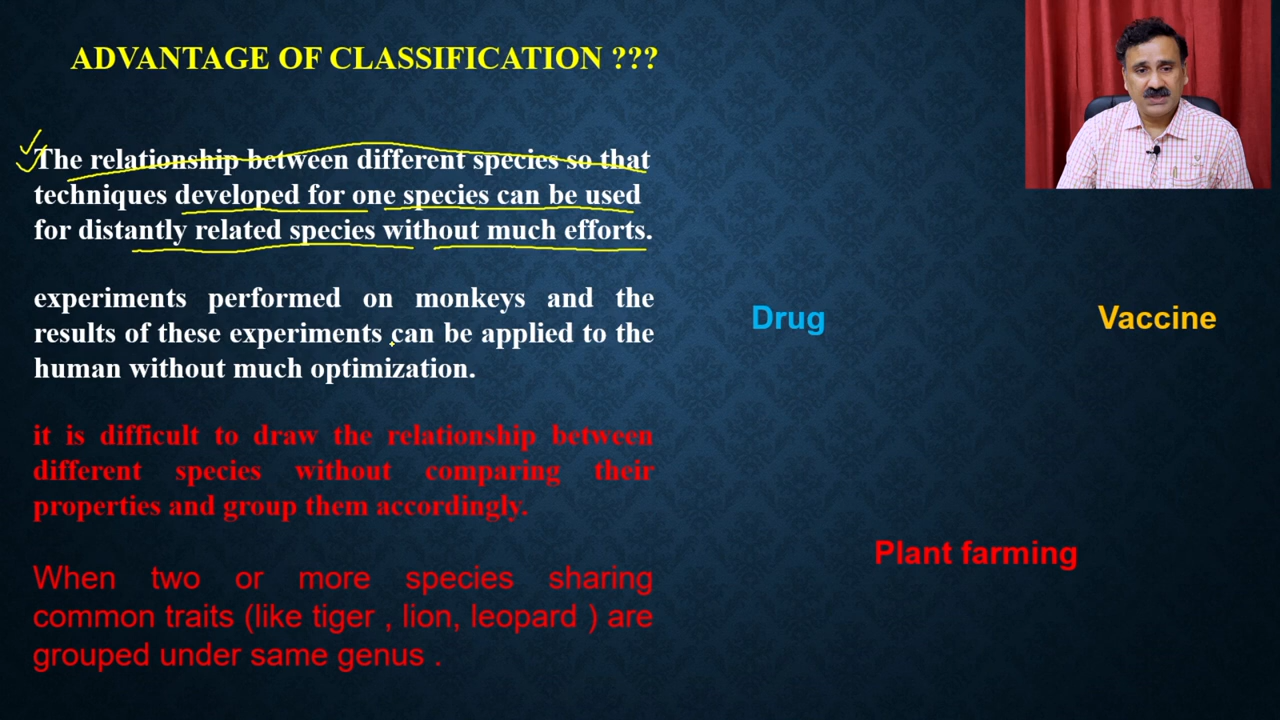 ADVANTAGE OF CLASSIFICATION ???
The relationship between different species so that
techniques developed for one species can be used
for distantly related species without much efforts.
experiments performed on monkeys and the
results of these experiments can be applied to the
human without much optimization.
it is difficult to draw the relationship between
different species without comparing their
properties and group them accordingly.
When two or more species sharing
common traits (like tiger , lion, leopard ) are
grouped under same genus .
Drug
Vaccine
Plant farming